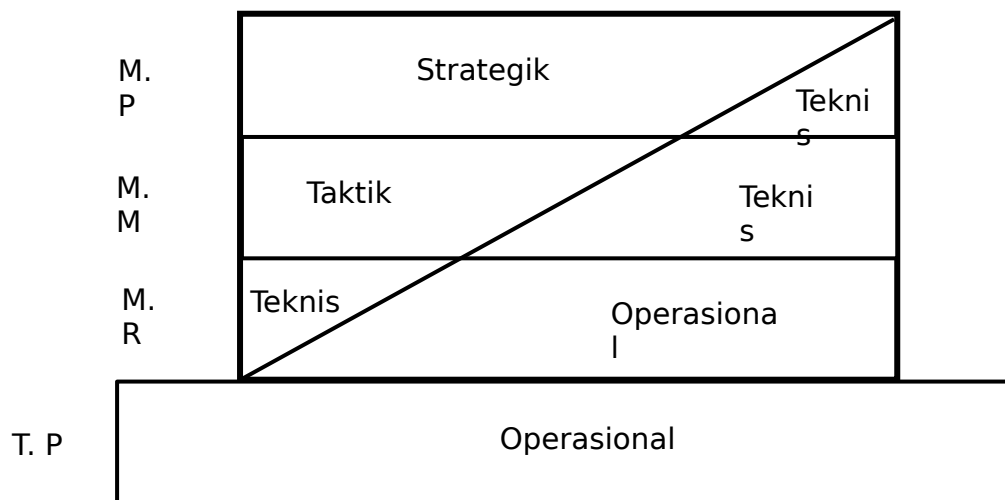 M.
P
Strategik
Tekni
s
M.
M
Taktik
Tekni
s
M.
R
Teknis
Operasiona
l
T. P
Operasional